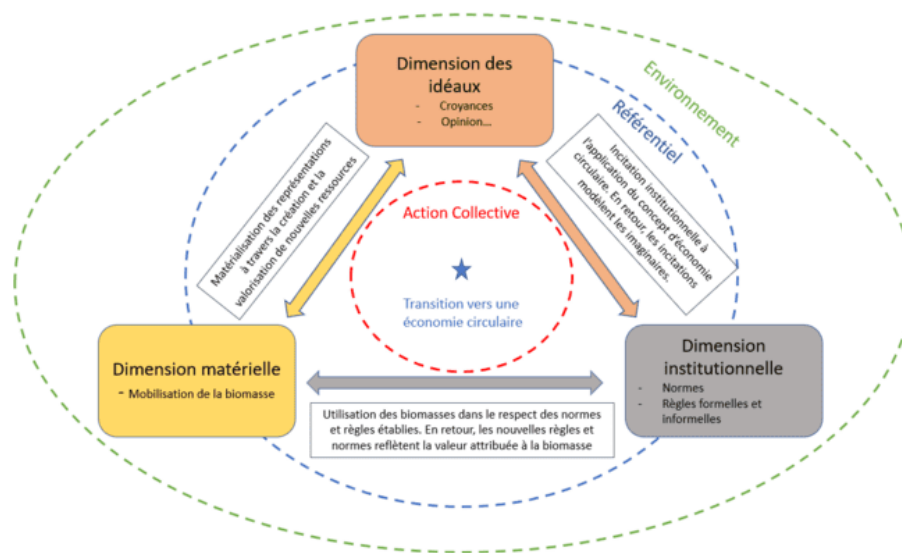 Dimension des
idéaux
- Croyances
- Opinion...
Environnement
Référentiel
Matérialisation des représentations
à travers la création et la
valorisation de nouvelles ressources
Incitation institutionnelle à
l'application du concept d'économie
circulaire. En retour, les incitations
modèlent les imaginaires.
Action Collective
Transition vers une
économie circulaire
Dimension matérielle
- Mobilisation de la biomasse
Dimension
institutionnelle
- Normes
- Règles formelles et
informelles
Utilisation des biomasses dans le respect des normes
et règles établies. En retour, les nouvelles règles et
normes reflètent la valeur attribuée à la biomasse